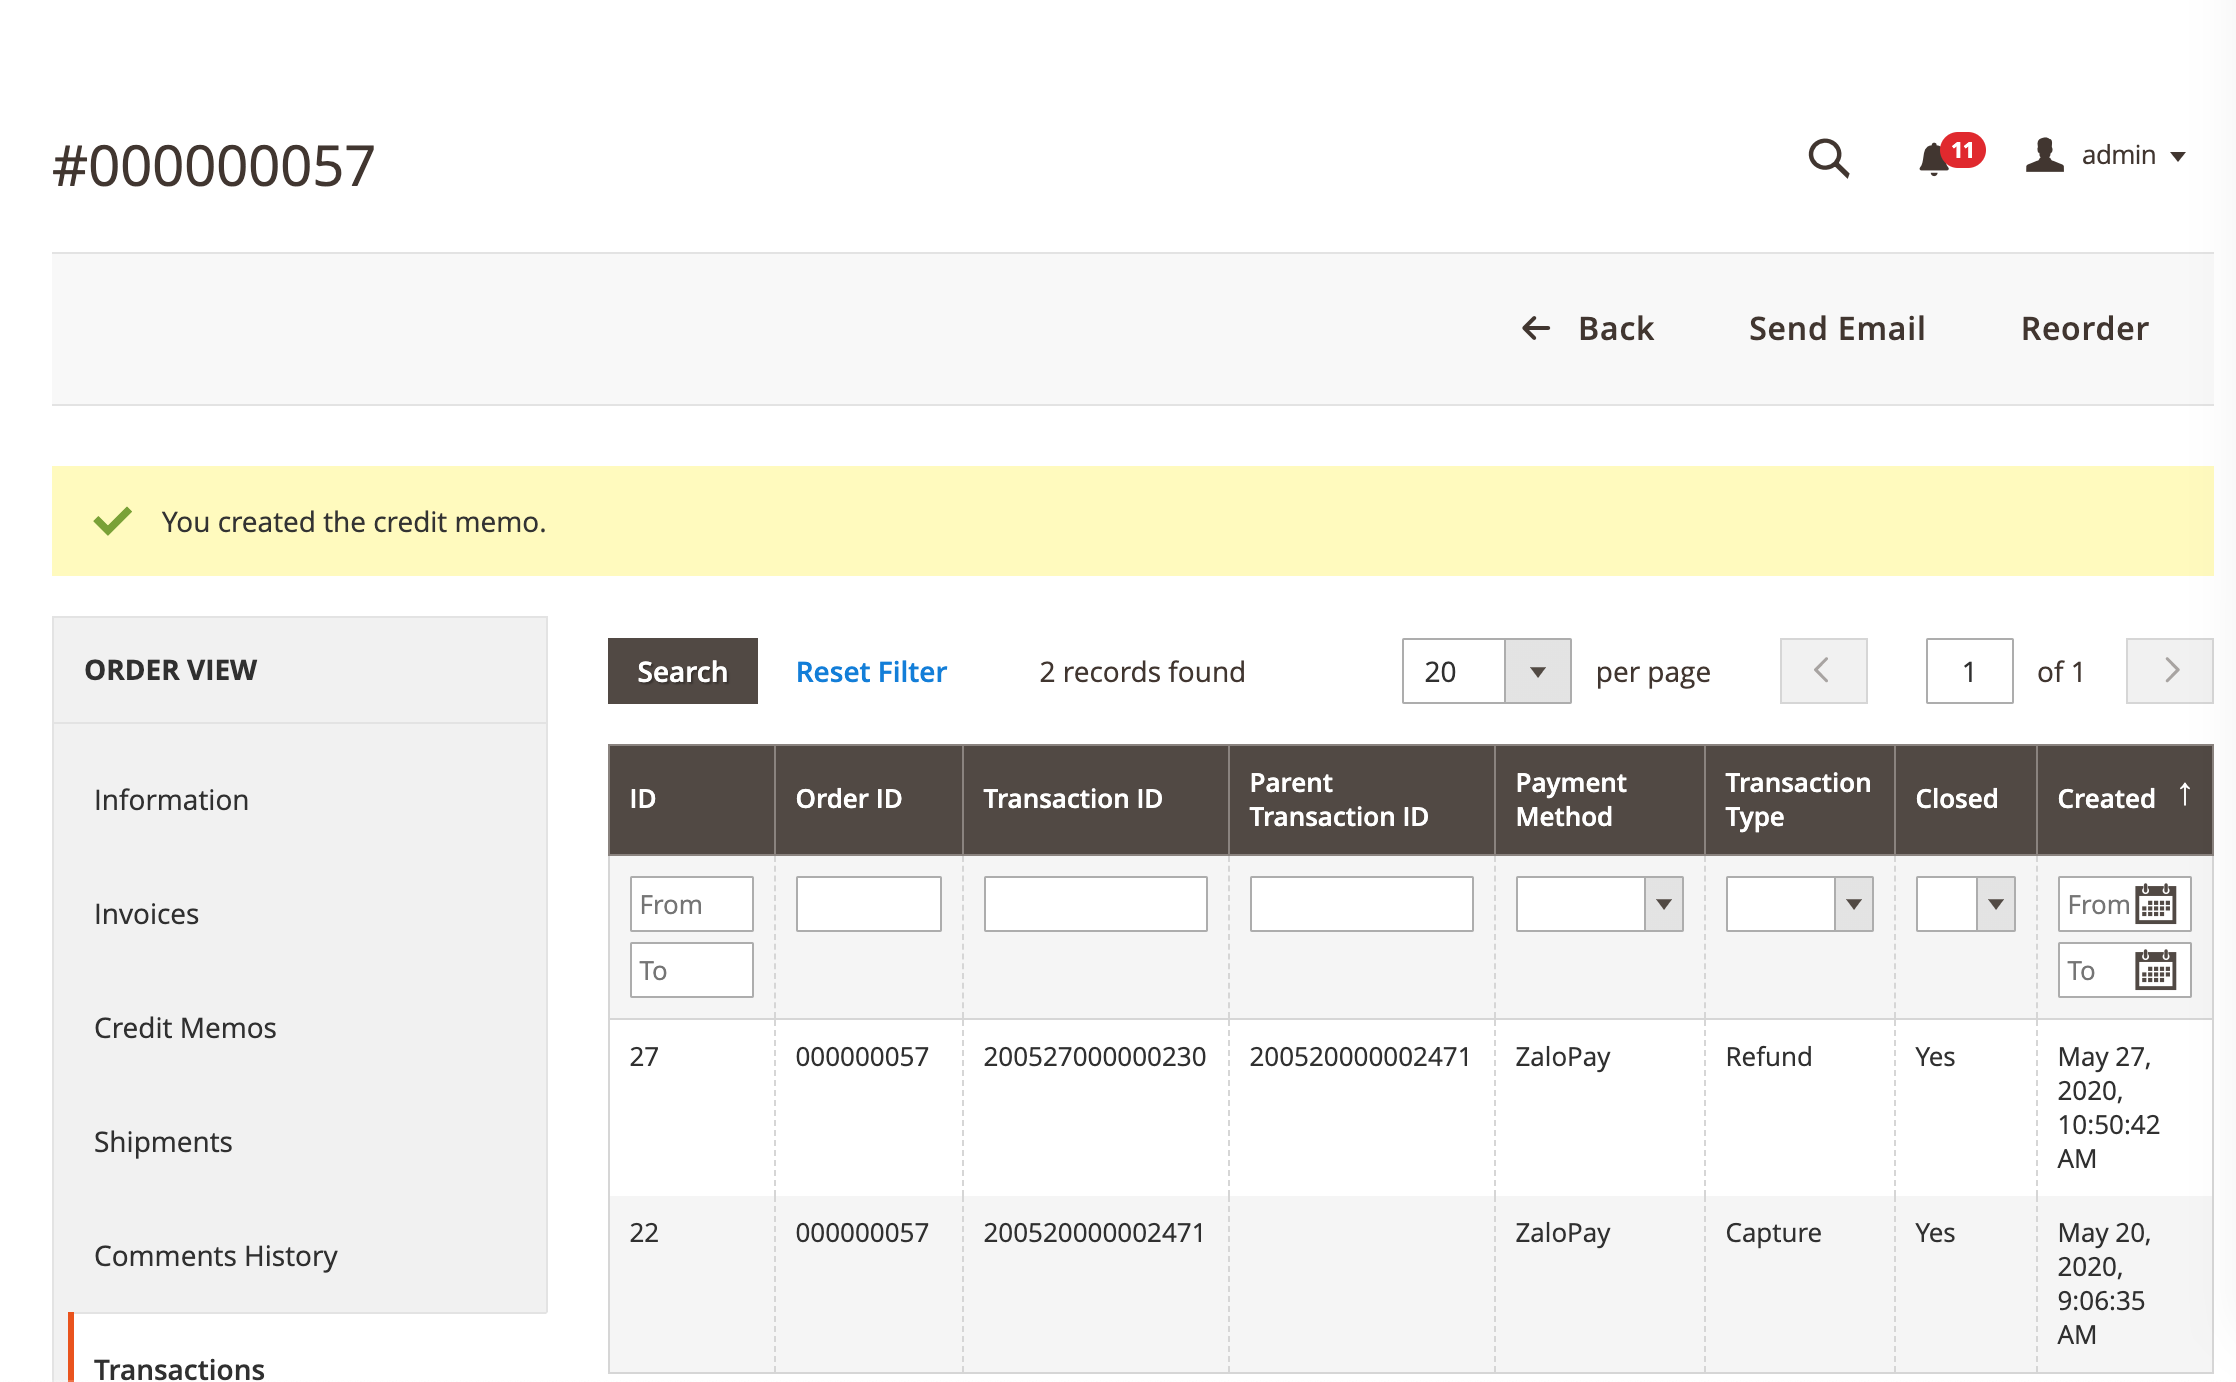 #000000057
11
admin
Back
Send Email
Reorder
You created the credit memo.
ORDER VIEW
Information
Invoices
Credit Memos
Shipments
Comments History
Transactions
Search
Reset Filter
2 records found
20
per page
1
of 1
ID
Order ID
Transaction ID
Parent
Transaction ID
Payment
Method
Transaction
Type
Closed
Created ↑
From
To
From
To
27
000000057
200527000000230
200520000002471
ZaloPay
Refund
Yes
May 27,
2020,
10:50:42
AM
22
000000057
200520000002471
ZaloPay
Capture
Yes
May 20,
2020,
9:06:35
AM